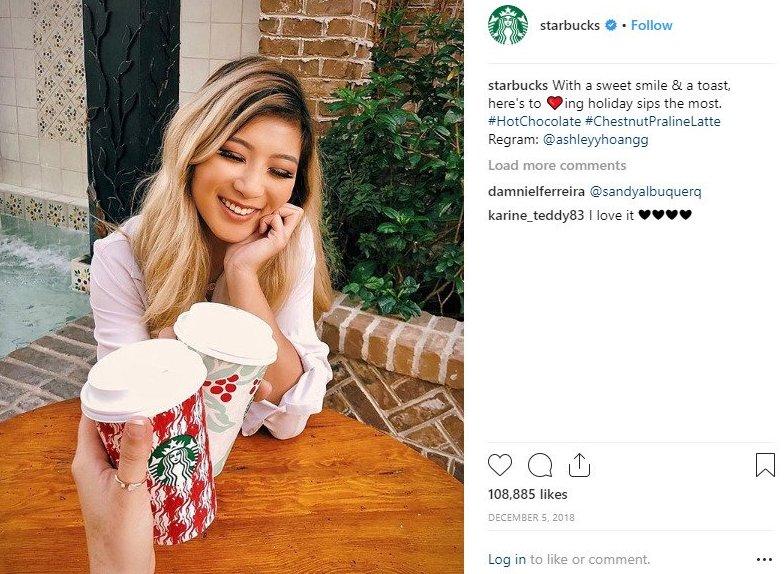 starbucks • Follow
starbucks With a sweet smile & a toast,
here's to ❤ing holiday sips the most.
#HotChocolate #ChestnutPralineLatte
Regram: @ashleyyhoangg
Load more comments
damnielferreira @sandyalbuquerq
karine_teddy83 I love it ♥♥♥♥
108,885 likes
DECEMBER 5, 2018
Log in to like or comment.